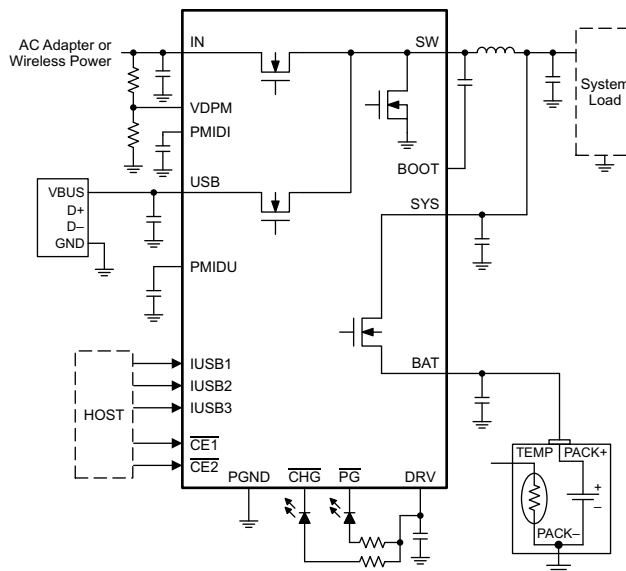 AC Adapter or
Wireless Power
IN
SW
System
Load
VDPM
PMIDI
BOOT
USB
VBUS
D+
D–
GND
SYS
PMIDU
BAT
HOST
IUSB1
IUSB2
IUSB3
CE1
CE2
PGND
CHG
PG
DRV
TEMP
PACK+
+
–
PACK–